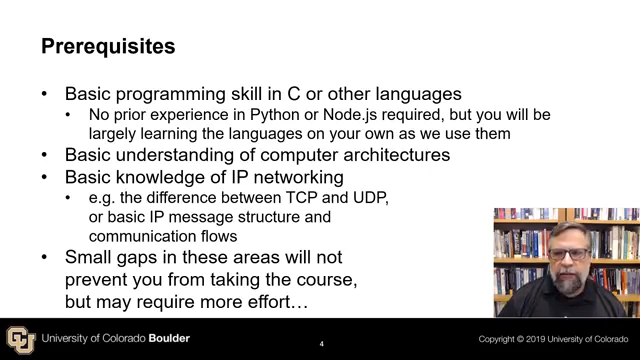 Prerequisites
• Basic programming skill in C or other languages
• No prior experience in Python or Node.js required, but you will be
largely learning the languages on your own as we use them
• Basic understanding of computer architectures
• Basic knowledge of IP networking
• e.g. the difference between TCP and UDP,
or basic IP message structure and
communication flows
• Small gaps in these areas will not
prevent you from taking the course,
but may require more effort…
CU
University of Colorado Boulder
4
Copyright © 2019 University of Colorado